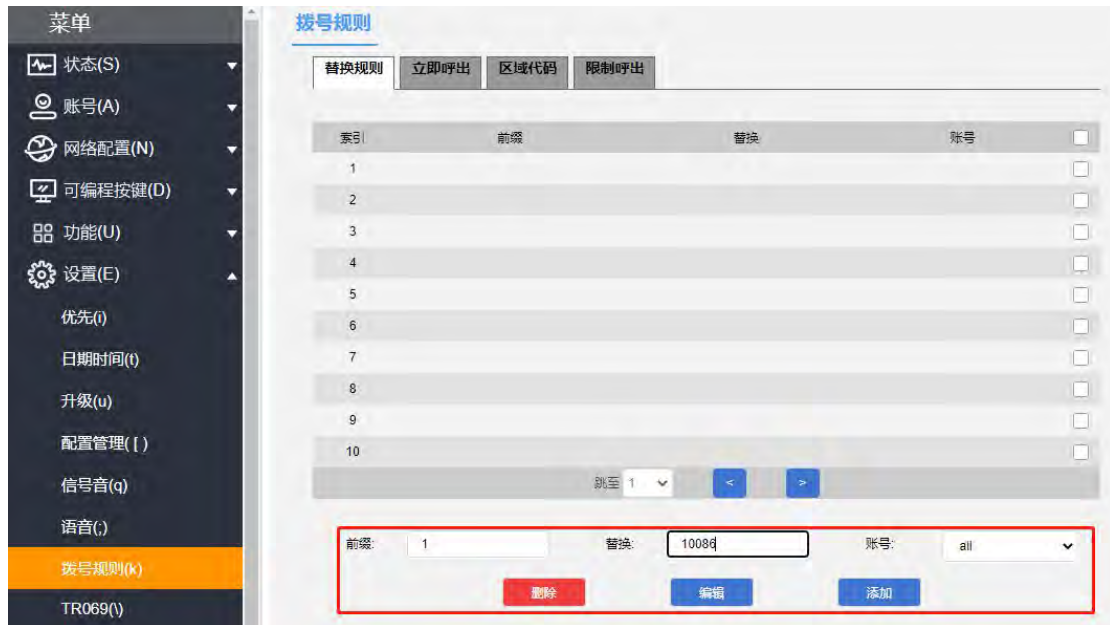 菜单
状态(S)
账号(A)
网络配置(N)
可编程按键(D)
功能(U)
设置(E)
优先(i)
日期时间(t)
升级(u)
配置管理( [ )
信号音(q)
语音(;)
拨号规则(k)
TR069(\)
拨号规则
替换规则 立即呼出 区域代码 限制呼出
索引 前缀 替换 账号
1
2
3
4
5
6
7
8
9
10
跳至 1 < >
前缀: 1 替换: 10086 账号: all
删除 编辑 添加